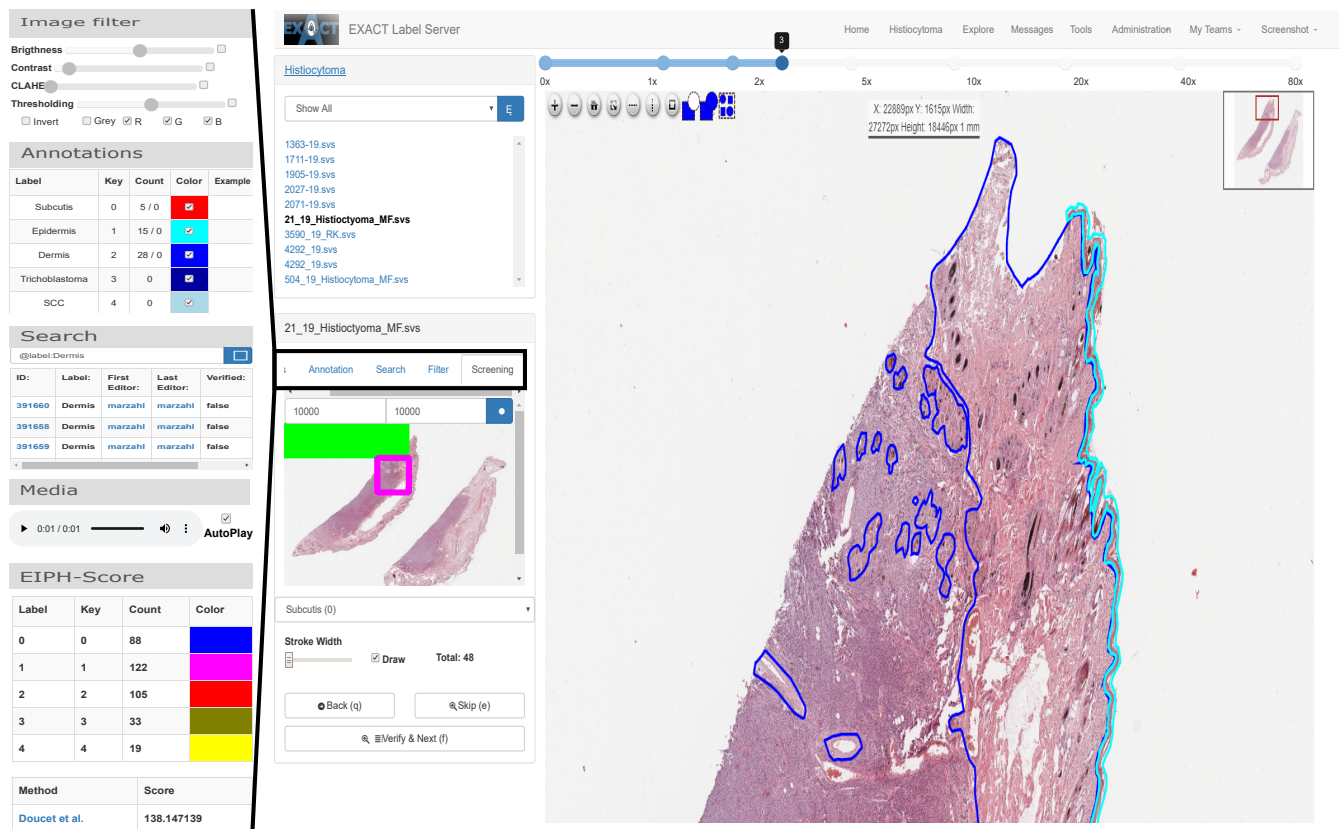 Image filter
Brigthness
Contrast
CLAHE
Thresholding
Invert Grey R G B
Annotations
Label Key Count Color Example
Subcutis 0 5 / 0
Epidermis 1 15 / 0
Dermis 2 28 / 0
Trichoblastoma 3 0
SCC 4 0
Search
@label:Dermis
ID: Label: First Editor: Last Editor: Verified:
391660 Dermis marzahl marzahl false
391658 Dermis marzahl marzahl false
391659 Dermis marzahl marzahl false
Media
0:01 / 0:01
AutoPlay
EIPH-Score
Label Key Count Color
0 0 88
1 1 122
2 2 105
3 3 33
4 4 19
Method Score
Doucet et al. 138.147139
EXACT EXACT Label Server
Home Histiocytoma Explore Messages Tools Administration My Teams Screenshot
Histiocytoma
Show All
1363-19.svs
1711-19.svs
1905-19.svs
2027-19.svs
2071-19.svs
21_19_Histioctyoma_MF.svs
3590_19_RK.svs
4292_19.svs
4292_19.svs
504_19_Histiocytoma_MF.svs
21_19_Histioctyoma_MF.svs
s Annotation Search Filter Screening
10000 10000
Subcutis (0)
Stroke Width
Draw Total: 48
Back (q) Skip (e)
Verify & Next (f)
3
0x 1x 2x 5x 10x 20x 40x 80x
X: 22889px Y: 1615px Width:
27272px Height: 18446px 1 mm